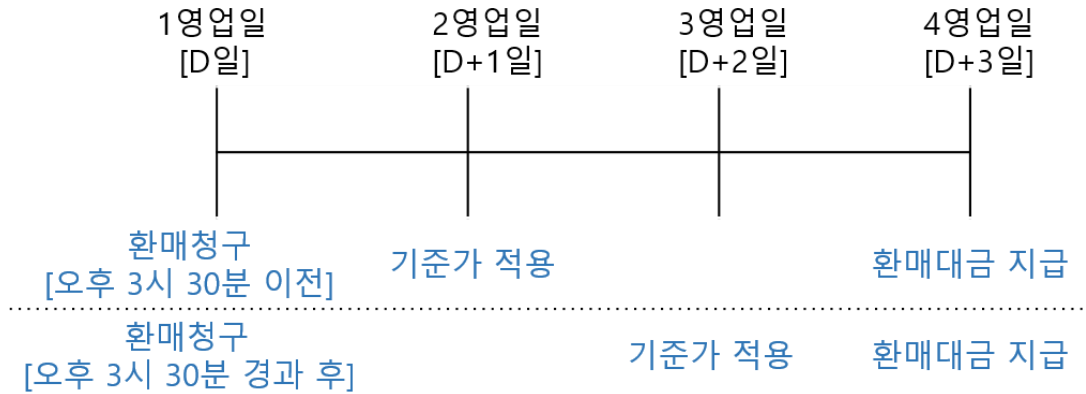 1영업일 2영업일 3영업일 4영업일
[D일] [D+1일] [D+2일] [D+3일]
환매청구
[오후 3시 30분 이전]
기준가 적용
환매대금 지급
환매청구
[오후 3시 30분 경과 후]
기준가 적용
환매대금 지급